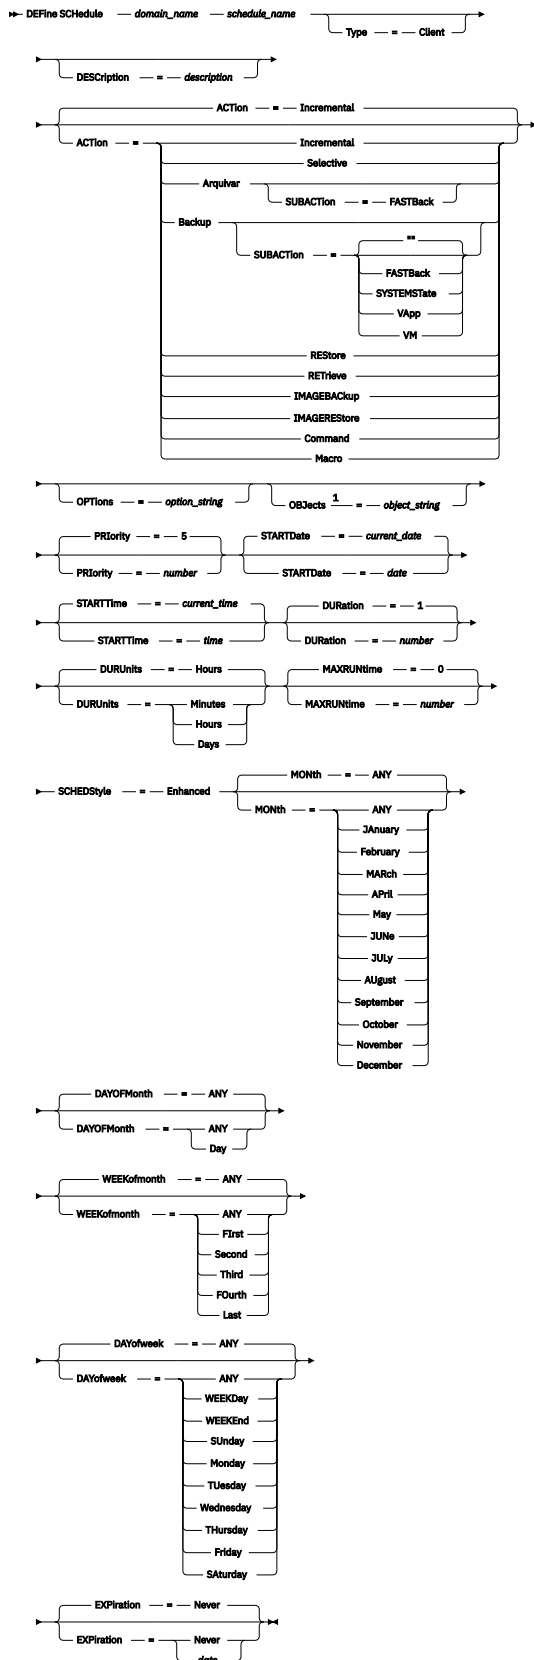 DEFine SCHedule — domain_name — schedule_name
Type — = — Client
DESCription — = — description
ACTion — = — Incremental
ACTion — = — Incremental
Selective
Arquivar
SUBACTion — = — FASTBack
Backup
""
SUBACTion — =
FASTBack
SYSTEMSTate
VApp
VM
REStore
RETrieve
IMAGEBACkup
IMAGEREStore
Command
Macro
OPTions — = — option_string
OBJects 1 = — object_string
PRIority — = — 5
STARTDate — = — current_date
PRIority — = — number
STARTDate — = — date
STARTTime — = — current_time
DURation — = — 1
STARTTime — = — time
DURation — = — number
DURUnits — = — Hours
MAXRUNtime — = — 0
DURUnits — = — Minutes
MAXRUNtime — = — number
Hours
Days
SCHEDStyle — = — Enhanced
MONth — = — ANY
MONth — = — ANY
JAnuary
February
MARch
APril
May
JUNe
JULy
AUgust
September
October
November
December
DAYOFMonth — = — ANY
DAYOFMonth — = — ANY
Day
WEEKofmonth — = — ANY
WEEKofmonth — = — ANY
FIrst
Second
Third
FOurth
Last
DAYofweek — = — ANY
DAYofweek — = — ANY
WEEKDay
WEEKEnd
SUnday
Monday
TUesday
Wednesday
THursday
Friday
SAturday
EXPiration — = — Never
EXPiration — = — Never
date